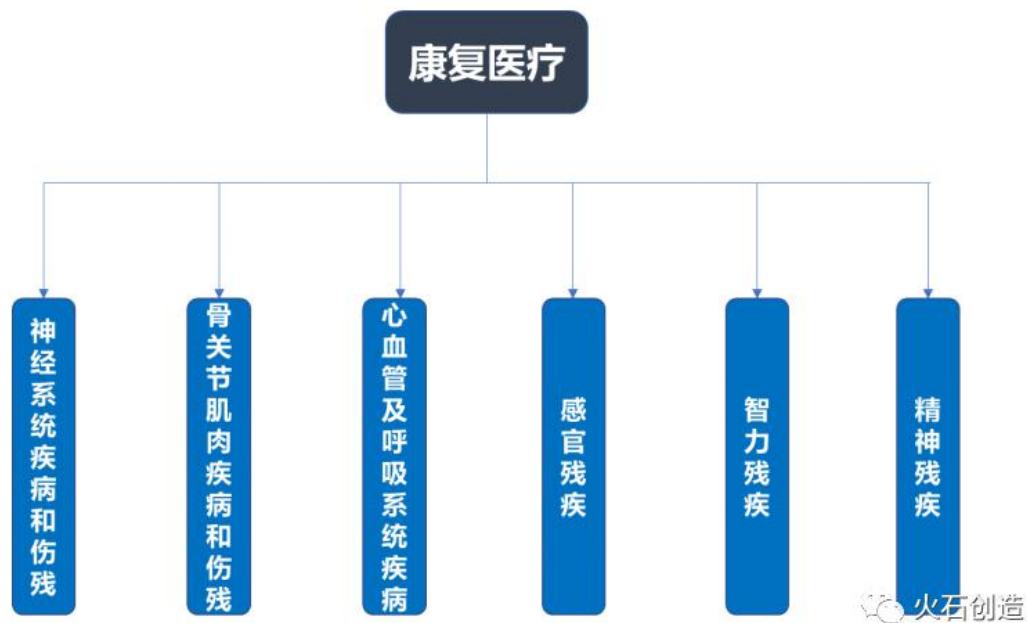 康复医疗
神经系统疾病和伤残
骨关节肌肉疾病和伤残
心血管及呼吸系统疾病
感官残疾
智力残疾
精神残疾
火石创造